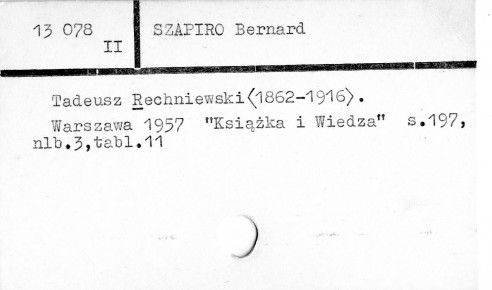 13 078 SZAPIRO Bernard
II
Tadeusz Rechniewski<1862-1916>.
Warszawa 1957 "Książka i Wiedza" s.197,
nlb.3,tabl.11